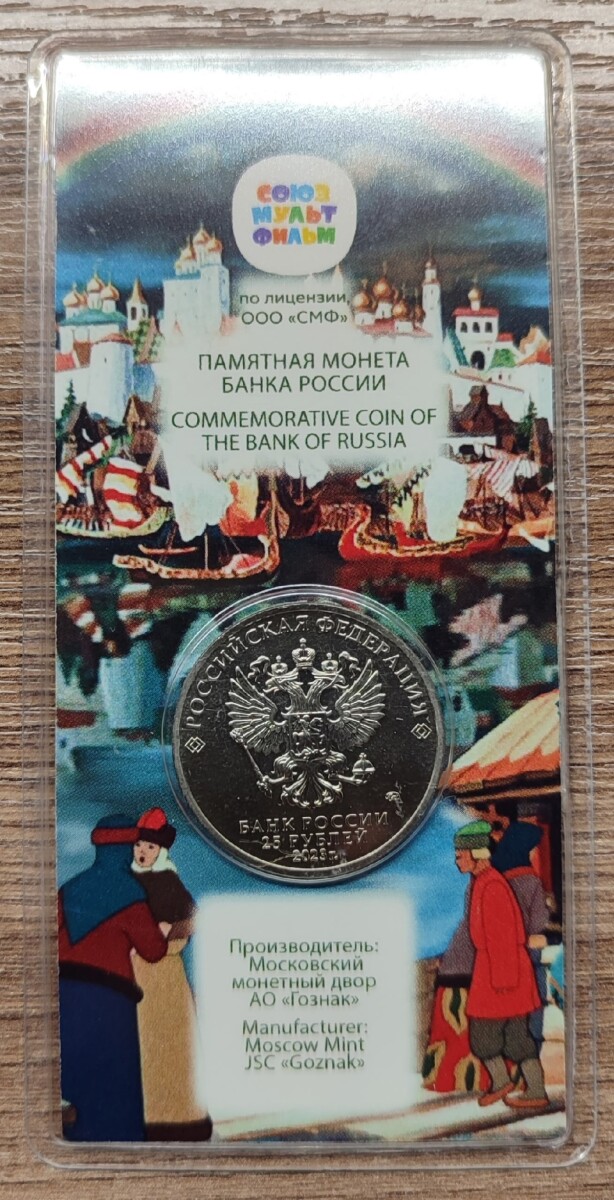 СОЮЗ
МУЛЬТ
ФИЛЬМ
по лицензии,
ООО «СМФ»
ПАМЯТНАЯ МОНЕТА
БАНКА РОССИИ
COMMEMORATIVE COIN OF
THE BANK OF RUSSIA
РОССИЙСКАЯ ФЕДЕРАЦИЯ
БАНК РОССИИ
25 РУБЛЕЙ
2023 г.
Производитель:
Московский
монетный двор
АО «Гознак»
Manufacturer:
Moscow Mint
JSC «Goznak»